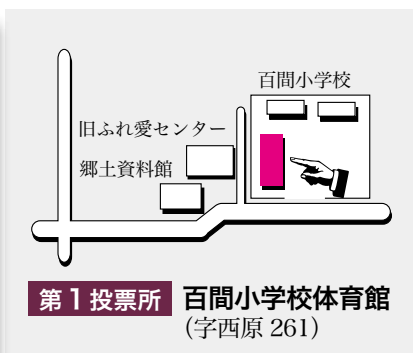 百間小学校
旧ふれ愛センター
郷土資料館
第1投票所 百間小学校体育館
(字西原 261)